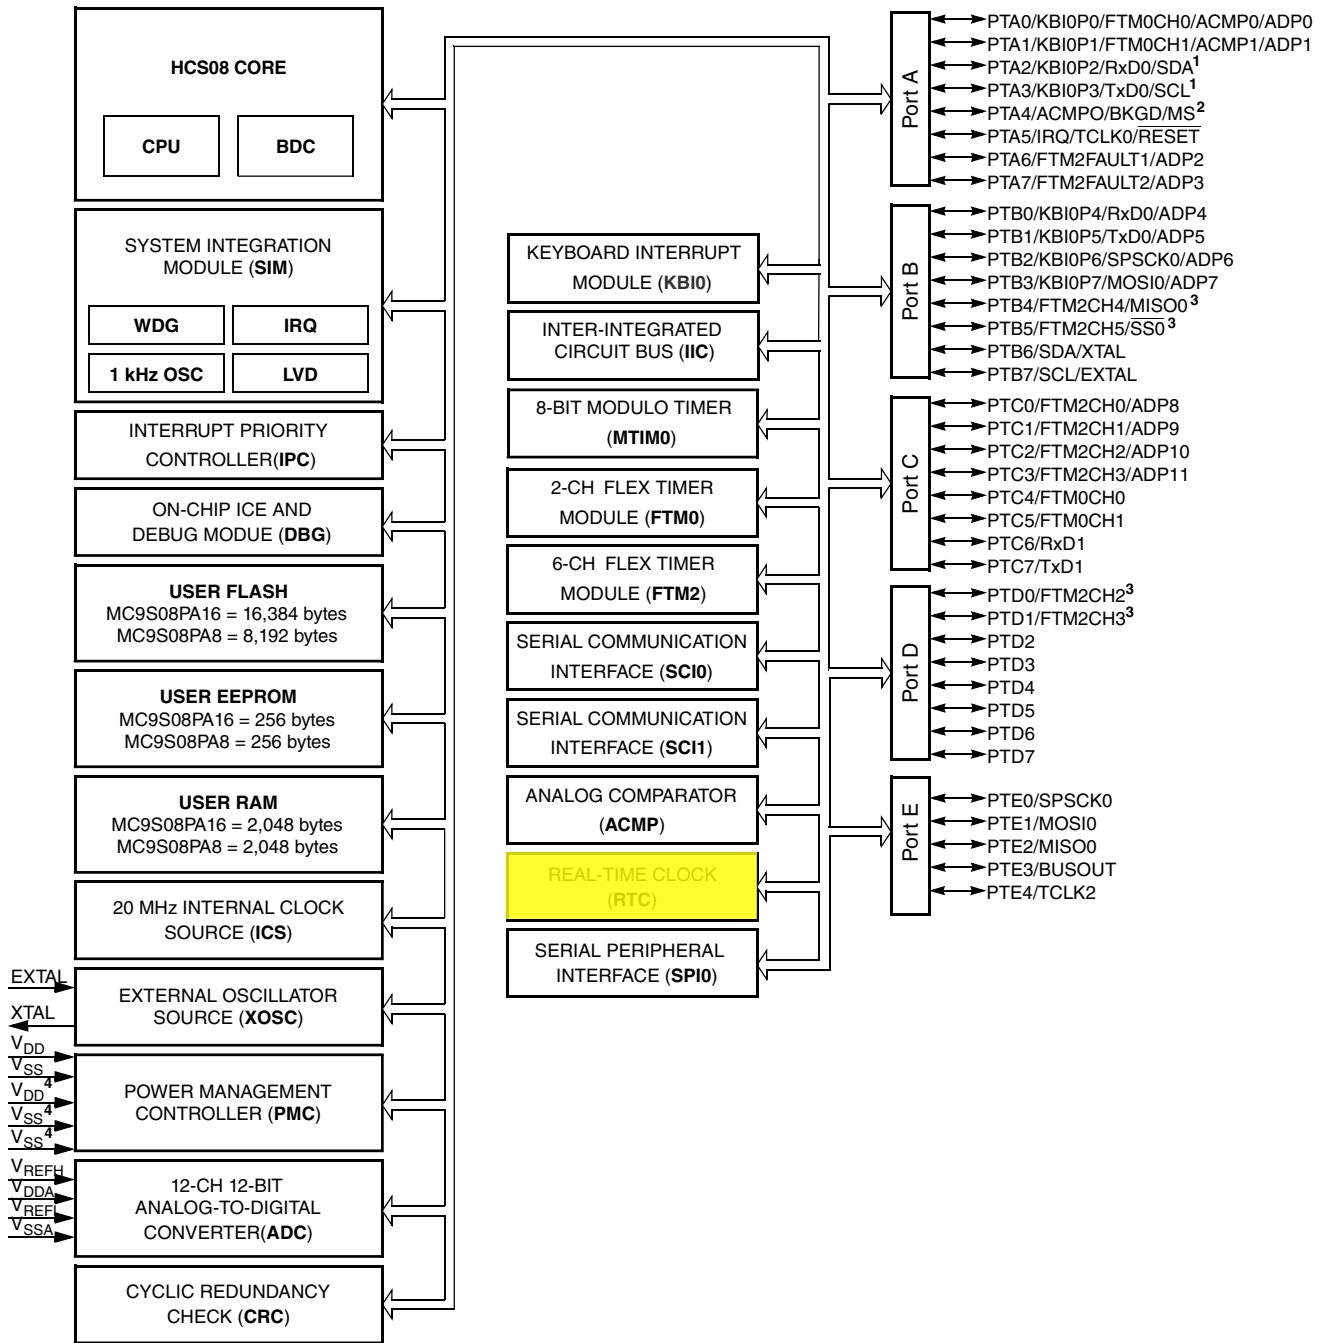 HCS08 CORE
CPU
BDC
SYSTEM INTEGRATION
MODULE (SIM)
WDG
IRQ
1 kHz OSC
LVD
INTERRUPT PRIORITY
CONTROLLER(IPC)
ON-CHIP ICE AND
DEBUG MODUE (DBG)
USER FLASH
MC9S08PA16 = 16,384 bytes
MC9S08PA8 = 8,192 bytes
USER EEPROM
MC9S08PA16 = 256 bytes
MC9S08PA8 = 256 bytes
USER RAM
MC9S08PA16 = 2,048 bytes
MC9S08PA8 = 2,048 bytes
20 MHz INTERNAL CLOCK
SOURCE (ICS)
EXTAL
XTAL
EXTERNAL OSCILLATOR
SOURCE (XOSC)
VDD
VSS
VDD4
VSS4
VSS4
POWER MANAGEMENT
CONTROLLER (PMC)
VREFH
VDDA
VREFL
VSSA
12-CH 12-BIT
ANALOG-TO-DIGITAL
CONVERTER(ADC)
CYCLIC REDUNDANCY
CHECK (CRC)
KEYBOARD INTERRUPT
MODULE (KBI0)
INTER-INTEGRATED
CIRCUIT BUS (IIC)
8-BIT MODULO TIMER
(MTIM0)
2-CH FLEX TIMER
MODULE (FTM0)
6-CH FLEX TIMER
MODULE (FTM2)
SERIAL COMMUNICATION
INTERFACE (SCI0)
SERIAL COMMUNICATION
INTERFACE (SCI1)
ANALOG COMPARATOR
(ACMP)
REAL-TIME CLOCK
(RTC)
SERIAL PERIPHERAL
INTERFACE (SPI0)
Port A
PTA0/KBI0P0/FTM0CH0/ACMP0/ADP0
PTA1/KBI0P1/FTM0CH1/ACMP1/ADP1
PTA2/KBI0P2/RxD0/SDA1
PTA3/KBI0P3/TxD0/SCL1
PTA4/ACMPO/BKGD/MS2
PTA5/IRQ/TCLK0/RESET
PTA6/FTM2FAULT1/ADP2
PTA7/FTM2FAULT2/ADP3
Port B
PTB0/KBI0P4/RxD0/ADP4
PTB1/KBI0P5/TxD0/ADP5
PTB2/KBI0P6/SPSCK0/ADP6
PTB3/KBI0P7/MOSI0/ADP7
PTB4/FTM2CH4/MISO0 3
PTB5/FTM2CH5/SS0 3
PTB6/SDA/XTAL
PTB7/SCL/EXTAL
Port C
PTC0/FTM2CH0/ADP8
PTC1/FTM2CH1/ADP9
PTC2/FTM2CH2/ADP10
PTC3/FTM2CH3/ADP11
PTC4/FTM0CH0
PTC5/FTM0CH1
PTC6/RxD1
PTC7/TxD1
Port D
PTD0/FTM2CH2 3
PTD1/FTM2CH3 3
PTD2
PTD3
PTD4
PTD5
PTD6
PTD7
Port E
PTE0/SPSCK0
PTE1/MOSI0
PTE2/MISO0
PTE3/BUSOUT
PTE4/TCLK2